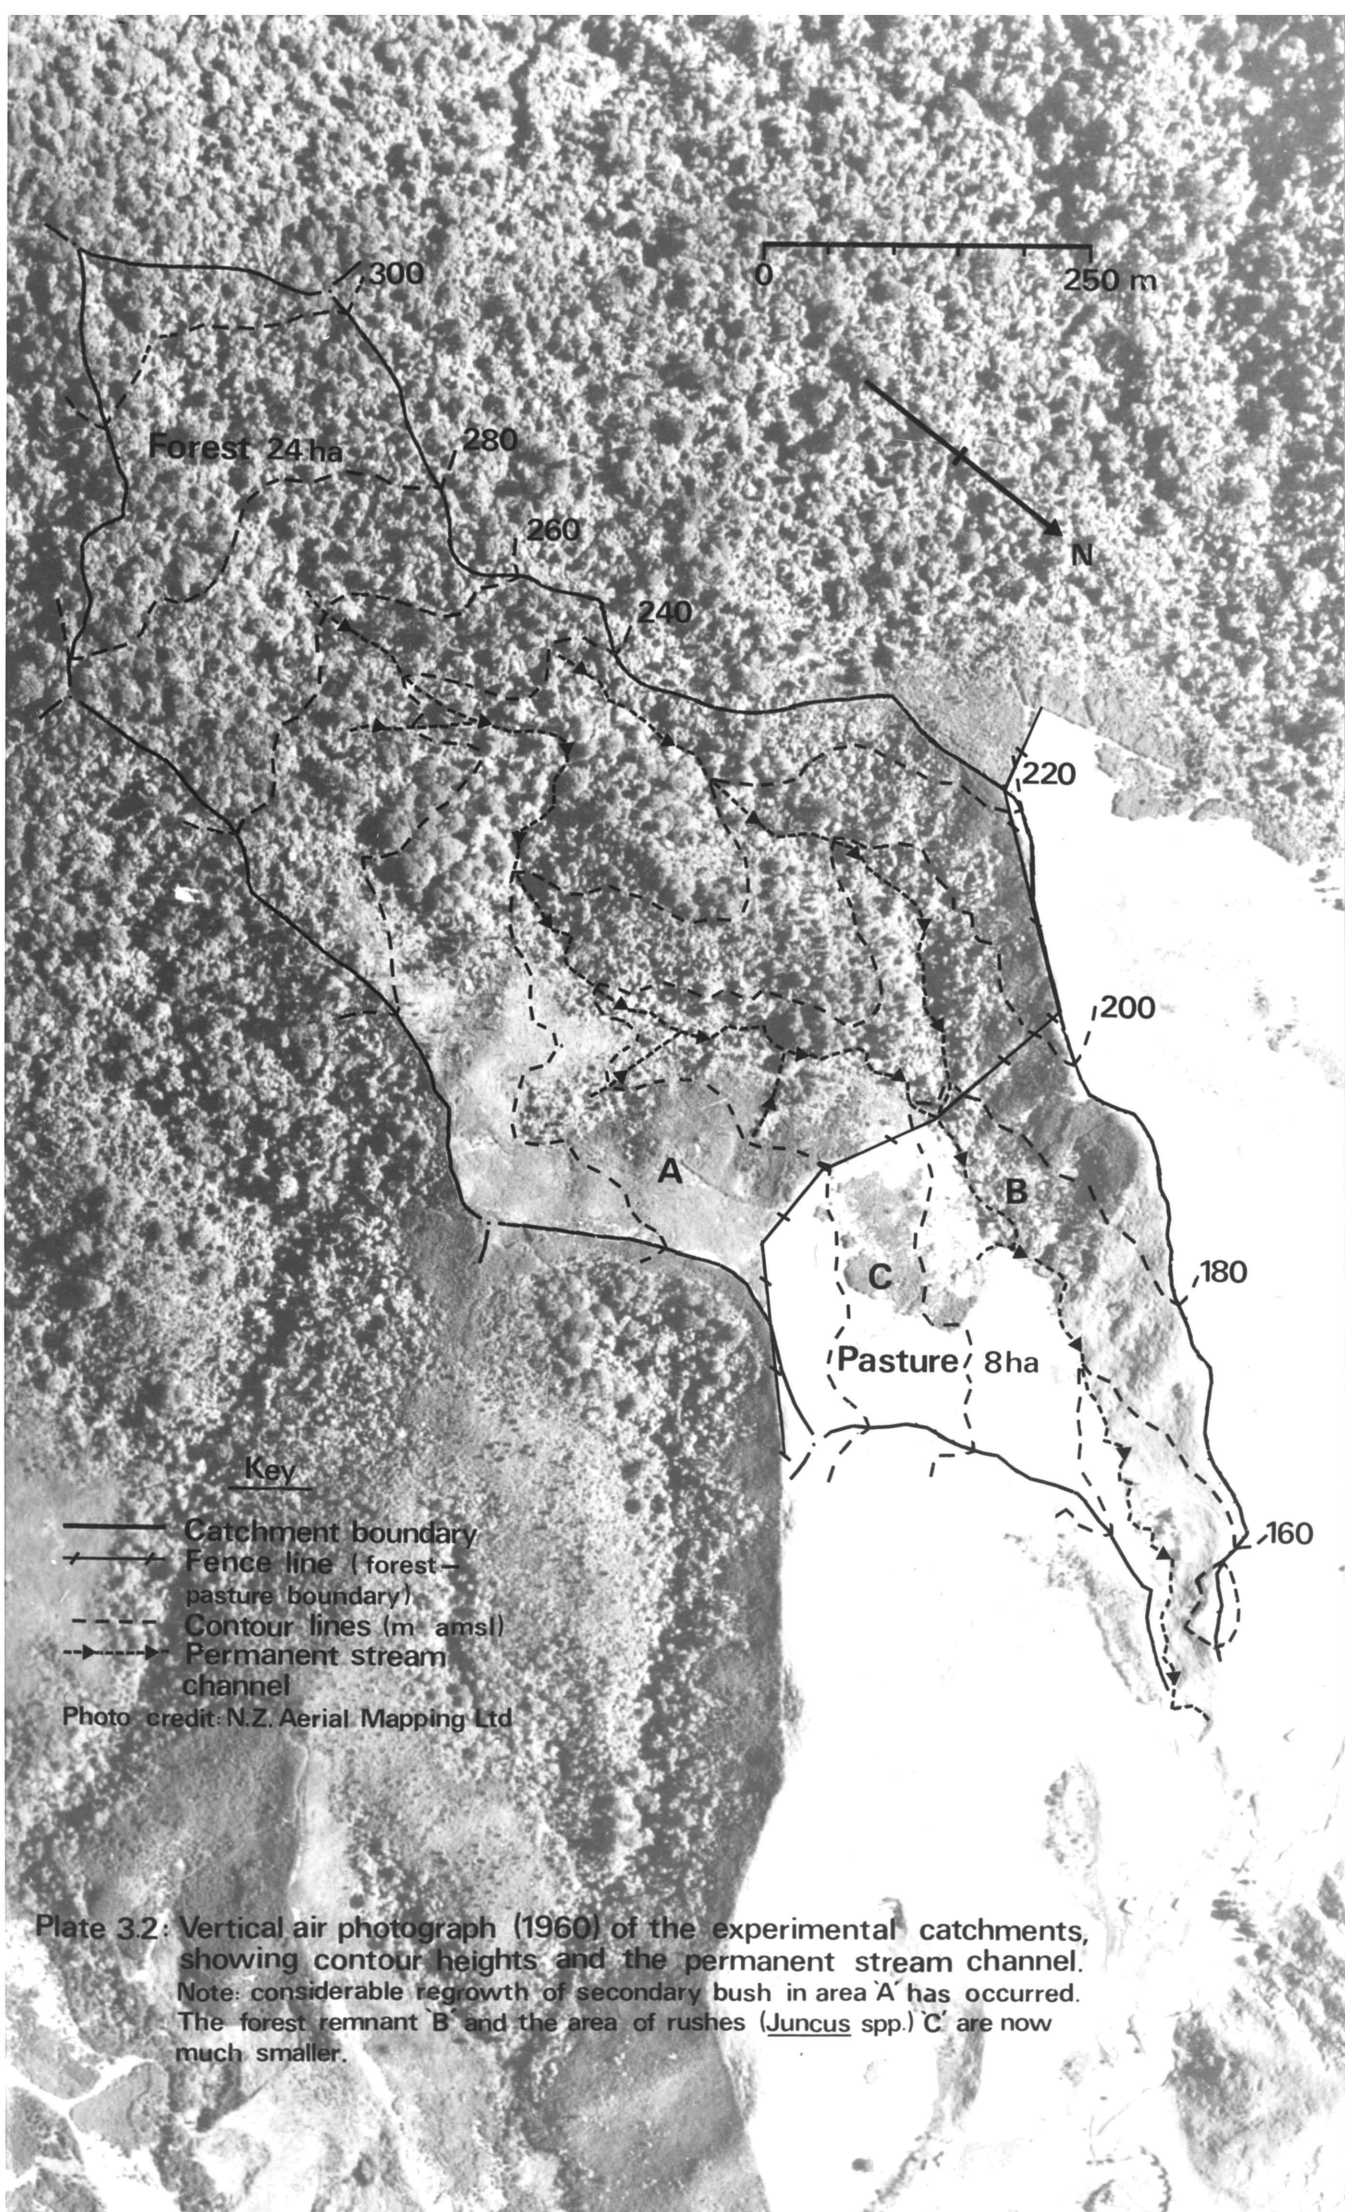 300
0 250 m
Forest 24 ha
280
260
N
240
220
200
A
B
180
C
Pasture 8 ha
Key
160
Catchment boundary
Fence line (forest–
pasture boundary)
Contour lines (m amsl)
Permanent stream
channel
Photo credit: N.Z. Aerial Mapping Ltd
Plate 3.2: Vertical air photograph (1960) of the experimental catchments,
showing contour heights and the permanent stream channel.
Note: considerable regrowth of secondary bush in area 'A' has occurred.
The forest remnant 'B' and the area of rushes (Juncus spp.) 'C' are now
much smaller.